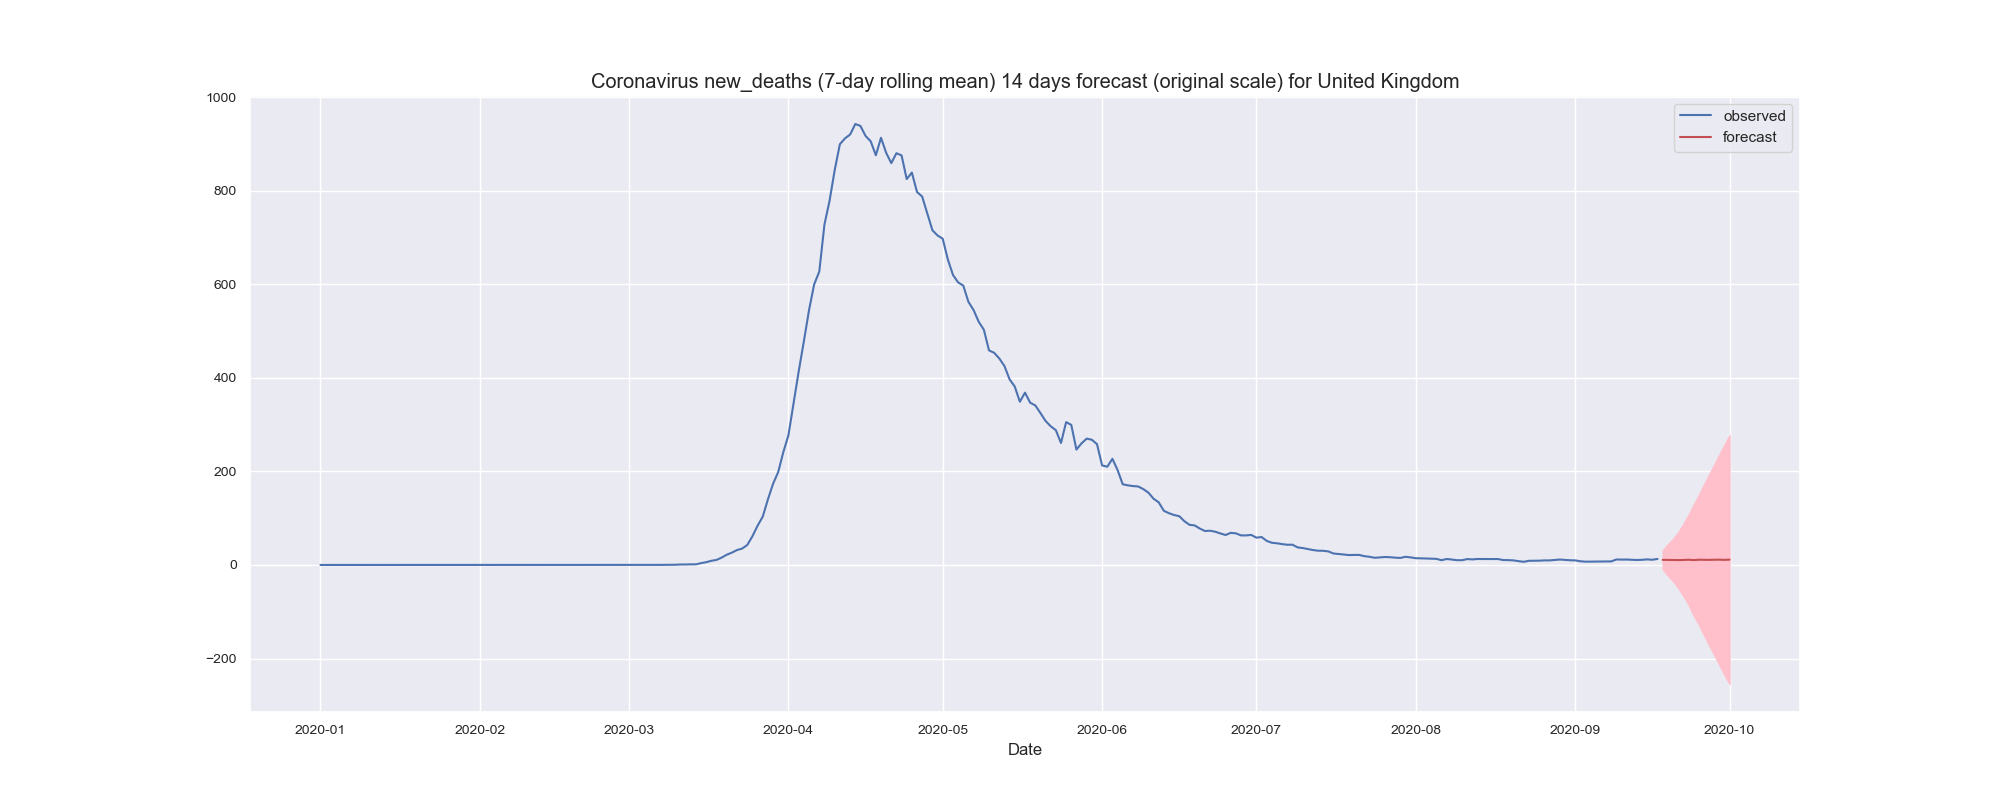 Coronavirus new_deaths (7-day rolling mean) 14 days forecast (original scale) for United Kingdom
1000
800
600
400
200
0
−200
observed
forecast
2020-01 2020-02 2020-03 2020-04 2020-05 2020-06 2020-07 2020-08 2020-09 2020-10
Date